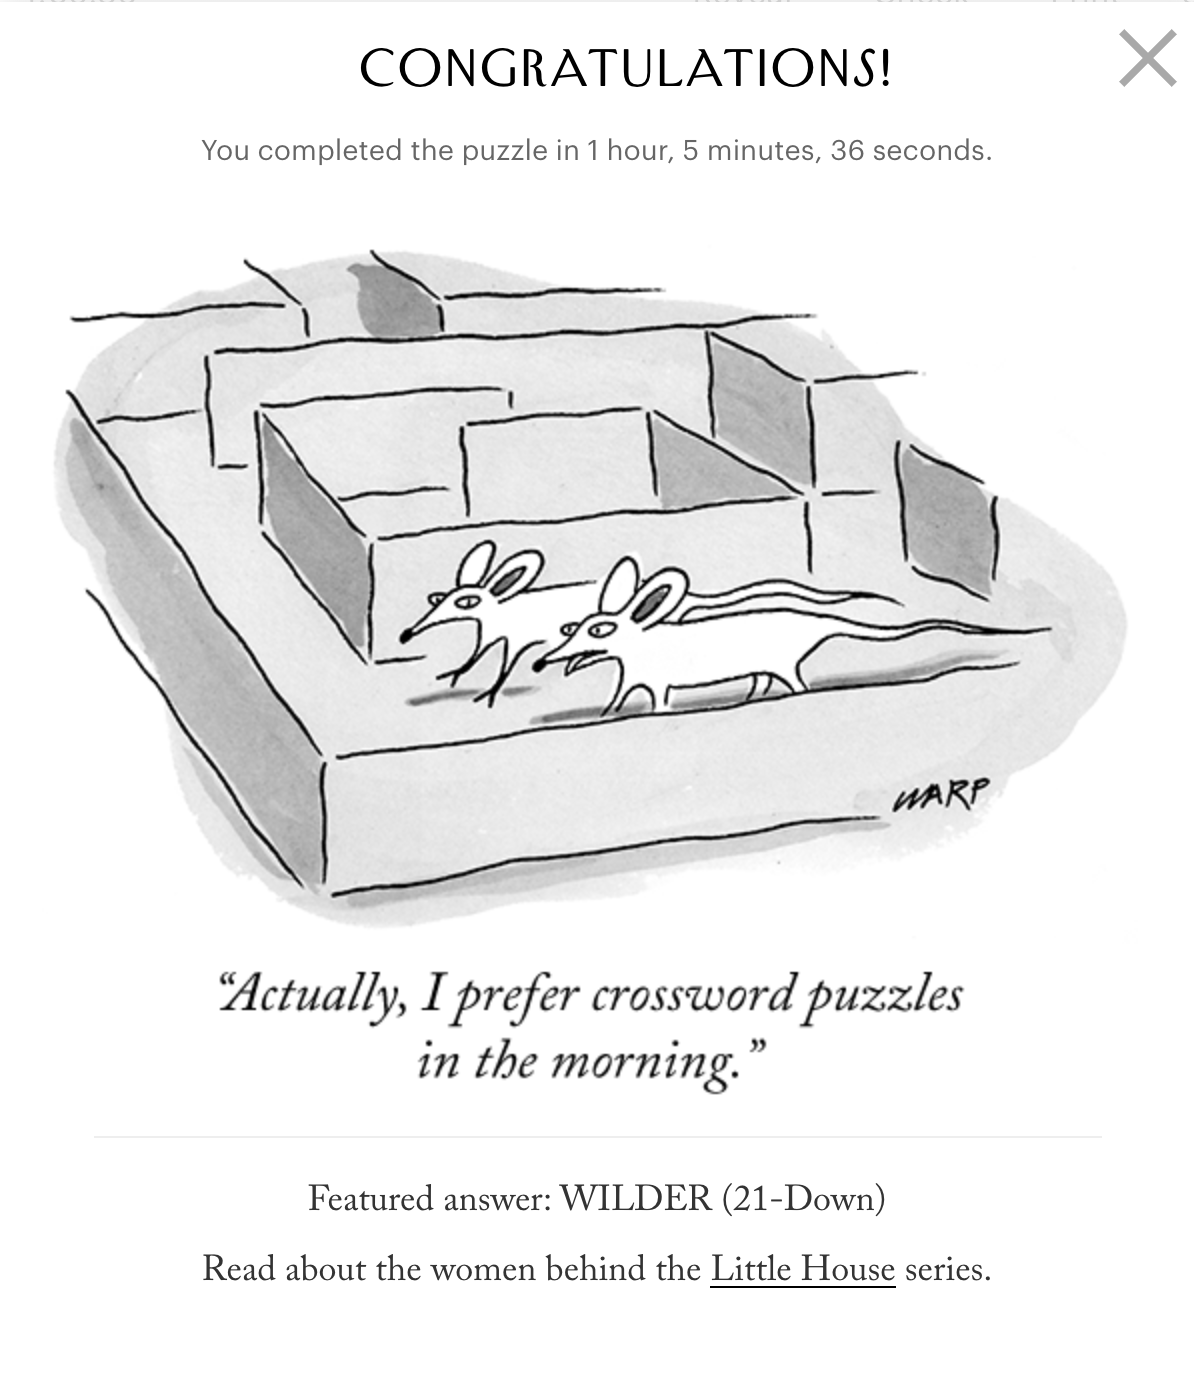 CONGRATULATIONS!
You completed the puzzle in 1 hour, 5 minutes, 36 seconds.
WARP
“Actually, I prefer crossword puzzles
in the morning.”
Featured answer: WILDER (21-Down)
Read about the women behind the Little House series.